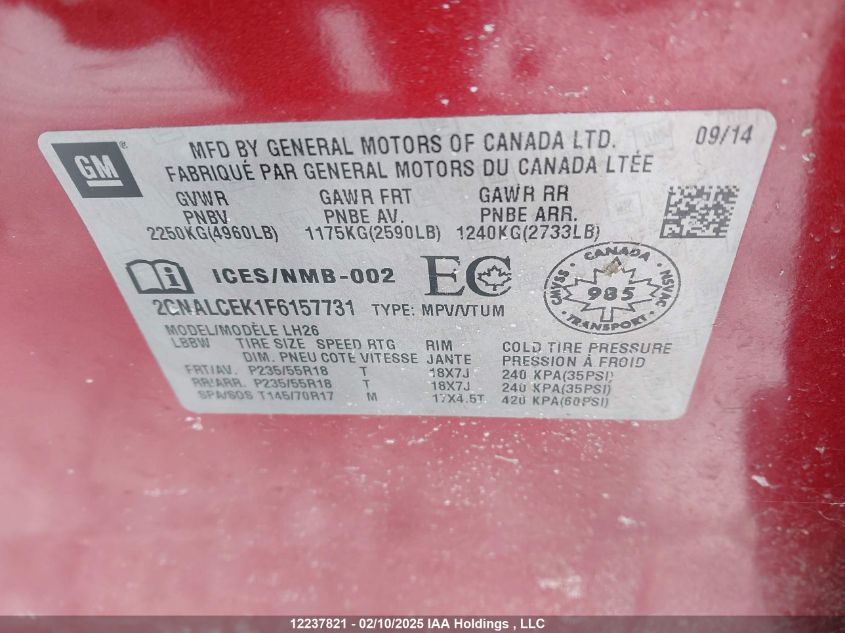 GM
MFD BY GENERAL MOTORS OF CANADA LTD. 09/14
FABRIQUÉ PAR GENERAL MOTORS DU CANADA LTÉE
GVWR GAWR FRT GAWR RR
PNBV PNBE AV. PNBE ARR.
2250KG(4960LB) 1175KG(2590LB) 1240KG(2733LB)
ICES/NMB-002 EC
CANADA
CMVSS 985 NSVAC
TRANSPORT
2GNALCEK1F6157731 TYPE: MPV/VTUM
MODEL/MODÈLE LH26
LBBW TIRE SIZE SPEED RTG RIM COLD TIRE PRESSURE
DIM. PNEU COTE VITESSE JANTE PRESSION À FROID
FRT/AV. P235/55R18 T 18X7J 240 KPA(35PSI)
RR/ARR. P235/55R18 T 18X7J 240 KPA(35PSI)
SPA/SOS T145/70R17 M 17X4.5T 420 KPA(60PSI)
12237821 - 02/10/2025 IAA Holdings , LLC